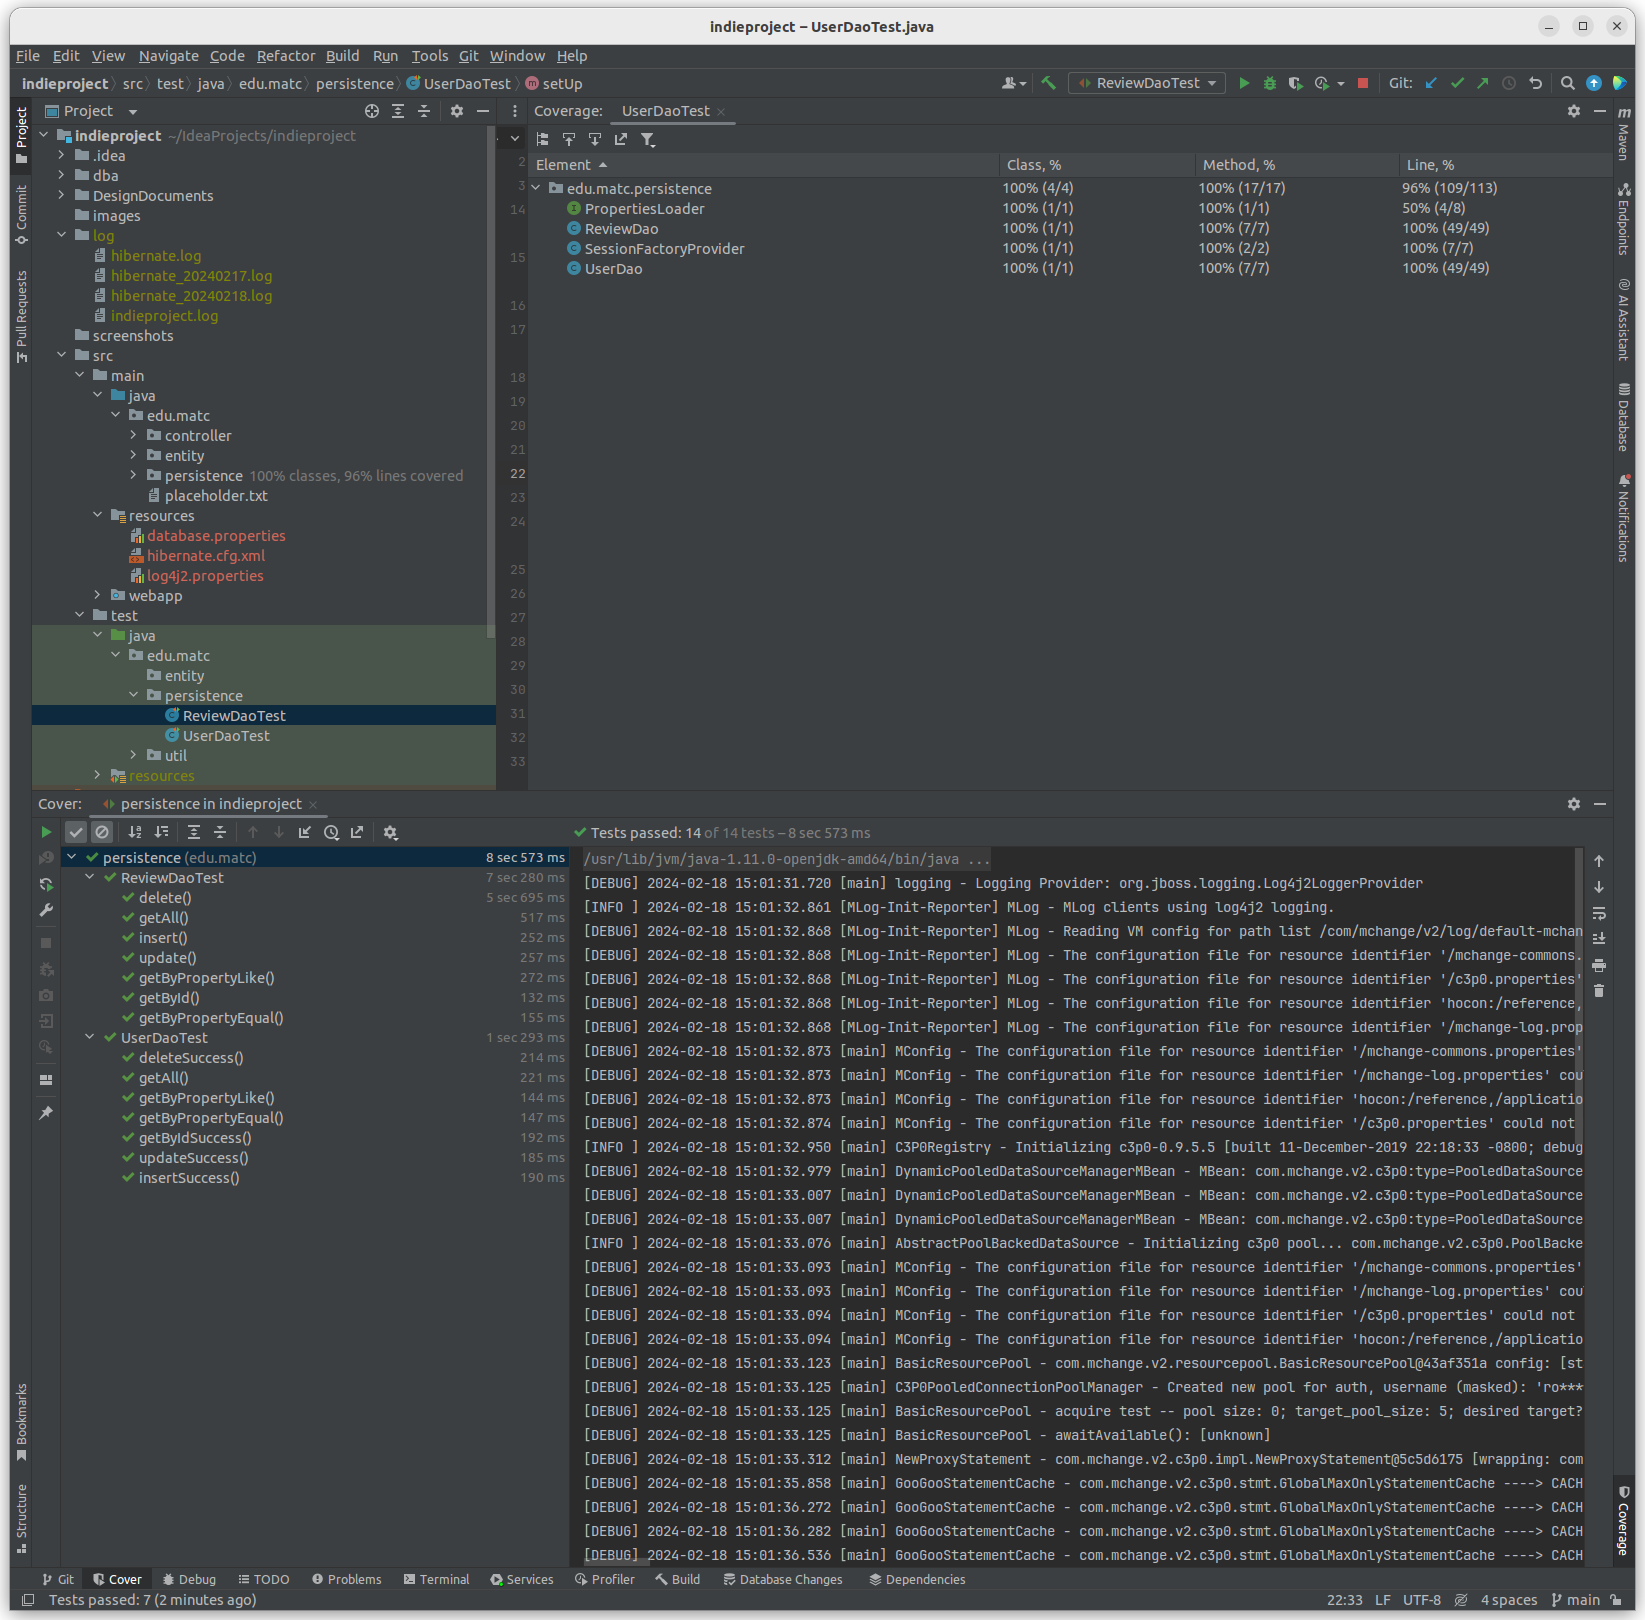 indieproject – UserDaoTest.java
File Edit View Navigate Code Refactor Build Run Tools Git Window Help
indieproject src test java edu.matc persistence UserDaoTest setUp
ReviewDaoTest
Git:
Project
Coverage: UserDaoTest
Element Class, % Method, % Line, %
edu.matc.persistence 100% (4/4) 100% (17/17) 96% (109/113)
PropertiesLoader 100% (1/1) 100% (1/1) 50% (4/8)
ReviewDao 100% (1/1) 100% (7/7) 100% (49/49)
SessionFactoryProvider 100% (1/1) 100% (2/2) 100% (7/7)
UserDao 100% (1/1) 100% (7/7) 100% (49/49)
indieproject ~/IdeaProjects/indieproject
.idea
dba
DesignDocuments
images
log
hibernate.log
hibernate_20240217.log
hibernate_20240218.log
indieproject.log
screenshots
src
main
java
edu.matc
controller
entity
persistence 100% classes, 96% lines covered
placeholder.txt
resources
database.properties
hibernate.cfg.xml
log4j2.properties
webapp
test
java
edu.matc
entity
persistence
ReviewDaoTest
UserDaoTest
util
resources
2
3
14
15
16
17
18
19
20
21
22
23
24
25
26
27
28
29
30
31
32
33
Project
Commit
Pull Requests
Bookmarks
Structure
Maven
Endpoints
AI Assistant
Database
Notifications
Coverage
Cover: persistence in indieproject
Tests passed: 14 of 14 tests – 8 sec 573 ms
persistence (edu.matc) 8 sec 573 ms
ReviewDaoTest 7 sec 280 ms
delete() 5 sec 695 ms
getAll() 517 ms
insert() 252 ms
update() 257 ms
getByPropertyLike() 272 ms
getById() 132 ms
getByPropertyEqual() 155 ms
UserDaoTest 1 sec 293 ms
deleteSuccess() 214 ms
getAll() 221 ms
getByPropertyLike() 144 ms
getByPropertyEqual() 147 ms
getByIdSuccess() 192 ms
updateSuccess() 185 ms
insertSuccess() 190 ms
/usr/lib/jvm/java-1.11.0-openjdk-amd64/bin/java ...
[DEBUG] 2024-02-18 15:01:31.720 [main] logging - Logging Provider: org.jboss.logging.Log4j2LoggerProvider
[INFO ] 2024-02-18 15:01:32.861 [MLog-Init-Reporter] MLog - MLog clients using log4j2 logging.
[DEBUG] 2024-02-18 15:01:32.868 [MLog-Init-Reporter] MLog - Reading VM config for path list /com/mchange/v2/log/default-mchan
[DEBUG] 2024-02-18 15:01:32.868 [MLog-Init-Reporter] MLog - The configuration file for resource identifier '/mchange-commons.
[DEBUG] 2024-02-18 15:01:32.868 [MLog-Init-Reporter] MLog - The configuration file for resource identifier '/c3p0.properties'
[DEBUG] 2024-02-18 15:01:32.868 [MLog-Init-Reporter] MLog - The configuration file for resource identifier 'hocon:/reference,
[DEBUG] 2024-02-18 15:01:32.868 [MLog-Init-Reporter] MLog - The configuration file for resource identifier '/mchange-log.prop
[DEBUG] 2024-02-18 15:01:32.873 [main] MConfig - The configuration file for resource identifier '/mchange-commons.properties'
[DEBUG] 2024-02-18 15:01:32.873 [main] MConfig - The configuration file for resource identifier '/mchange-log.properties' cou
[DEBUG] 2024-02-18 15:01:32.873 [main] MConfig - The configuration file for resource identifier 'hocon:/reference,/applicatio
[DEBUG] 2024-02-18 15:01:32.874 [main] MConfig - The configuration file for resource identifier '/c3p0.properties' could not
[INFO ] 2024-02-18 15:01:32.950 [main] C3P0Registry - Initializing c3p0-0.9.5.5 [built 11-December-2019 22:18:33 -0800; debug
[DEBUG] 2024-02-18 15:01:32.979 [main] DynamicPooledDataSourceManagerMBean - MBean: com.mchange.v2.c3p0:type=PooledDataSource
[DEBUG] 2024-02-18 15:01:33.007 [main] DynamicPooledDataSourceManagerMBean - MBean: com.mchange.v2.c3p0:type=PooledDataSource
[DEBUG] 2024-02-18 15:01:33.007 [main] DynamicPooledDataSourceManagerMBean - MBean: com.mchange.v2.c3p0:type=PooledDataSource
[INFO ] 2024-02-18 15:01:33.076 [main] AbstractPoolBackedDataSource - Initializing c3p0 pool... com.mchange.v2.c3p0.PoolBacke
[DEBUG] 2024-02-18 15:01:33.093 [main] MConfig - The configuration file for resource identifier '/mchange-commons.properties'
[DEBUG] 2024-02-18 15:01:33.093 [main] MConfig - The configuration file for resource identifier '/mchange-log.properties' cou
[DEBUG] 2024-02-18 15:01:33.094 [main] MConfig - The configuration file for resource identifier '/c3p0.properties' could not
[DEBUG] 2024-02-18 15:01:33.094 [main] MConfig - The configuration file for resource identifier 'hocon:/reference,/applicatio
[DEBUG] 2024-02-18 15:01:33.123 [main] BasicResourcePool - com.mchange.v2.resourcepool.BasicResourcePool@43af351a config: [st
[DEBUG] 2024-02-18 15:01:33.125 [main] C3P0PooledConnectionPoolManager - Created new pool for auth, username (masked): 'ro***
[DEBUG] 2024-02-18 15:01:33.125 [main] BasicResourcePool - acquire test -- pool size: 0; target_pool_size: 5; desired target?
[DEBUG] 2024-02-18 15:01:33.125 [main] BasicResourcePool - awaitAvailable(): [unknown]
[DEBUG] 2024-02-18 15:01:33.312 [main] NewProxyStatement - com.mchange.v2.c3p0.impl.NewProxyStatement@5c5d6175 [wrapping: com
[DEBUG] 2024-02-18 15:01:35.858 [main] GooGooStatementCache - com.mchange.v2.c3p0.stmt.GlobalMaxOnlyStatementCache ----> CACH
[DEBUG] 2024-02-18 15:01:36.272 [main] GooGooStatementCache - com.mchange.v2.c3p0.stmt.GlobalMaxOnlyStatementCache ----> CACH
[DEBUG] 2024-02-18 15:01:36.282 [main] GooGooStatementCache - com.mchange.v2.c3p0.stmt.GlobalMaxOnlyStatementCache ----> CACH
[DEBUG] 2024-02-18 15:01:36.536 [main] GooGooStatementCache - com.mchange.v2.c3p0.stmt.GlobalMaxOnlyStatementCache ----> CACH
Git Cover Debug TODO Problems Terminal Services Profiler Build Database Changes Dependencies
Tests passed: 7 (2 minutes ago) 22:33 LF UTF-8 4 spaces main